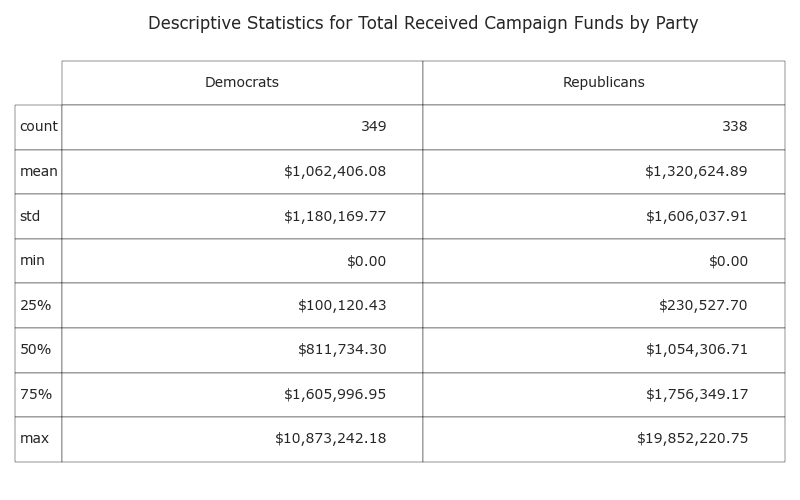 Descriptive Statistics for Total Received Campaign Funds by Party
Democrats Republicans
count 349 338
mean $1,062,406.08 $1,320,624.89
std $1,180,169.77 $1,606,037.91
min $0.00 $0.00
25% $100,120.43 $230,527.70
50% $811,734.30 $1,054,306.71
75% $1,605,996.95 $1,756,349.17
max $10,873,242.18 $19,852,220.75